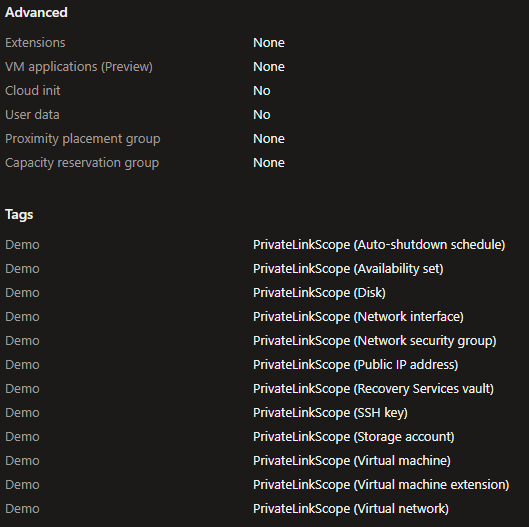 Advanced
Extensions None
VM applications (Preview) None
Cloud init No
User data No
Proximity placement group None
Capacity reservation group None
Tags
Demo PrivateLinkScope (Auto-shutdown schedule)
Demo PrivateLinkScope (Availability set)
Demo PrivateLinkScope (Disk)
Demo PrivateLinkScope (Network interface)
Demo PrivateLinkScope (Network security group)
Demo PrivateLinkScope (Public IP address)
Demo PrivateLinkScope (Recovery Services vault)
Demo PrivateLinkScope (SSH key)
Demo PrivateLinkScope (Storage account)
Demo PrivateLinkScope (Virtual machine)
Demo PrivateLinkScope (Virtual machine extension)
Demo PrivateLinkScope (Virtual network)